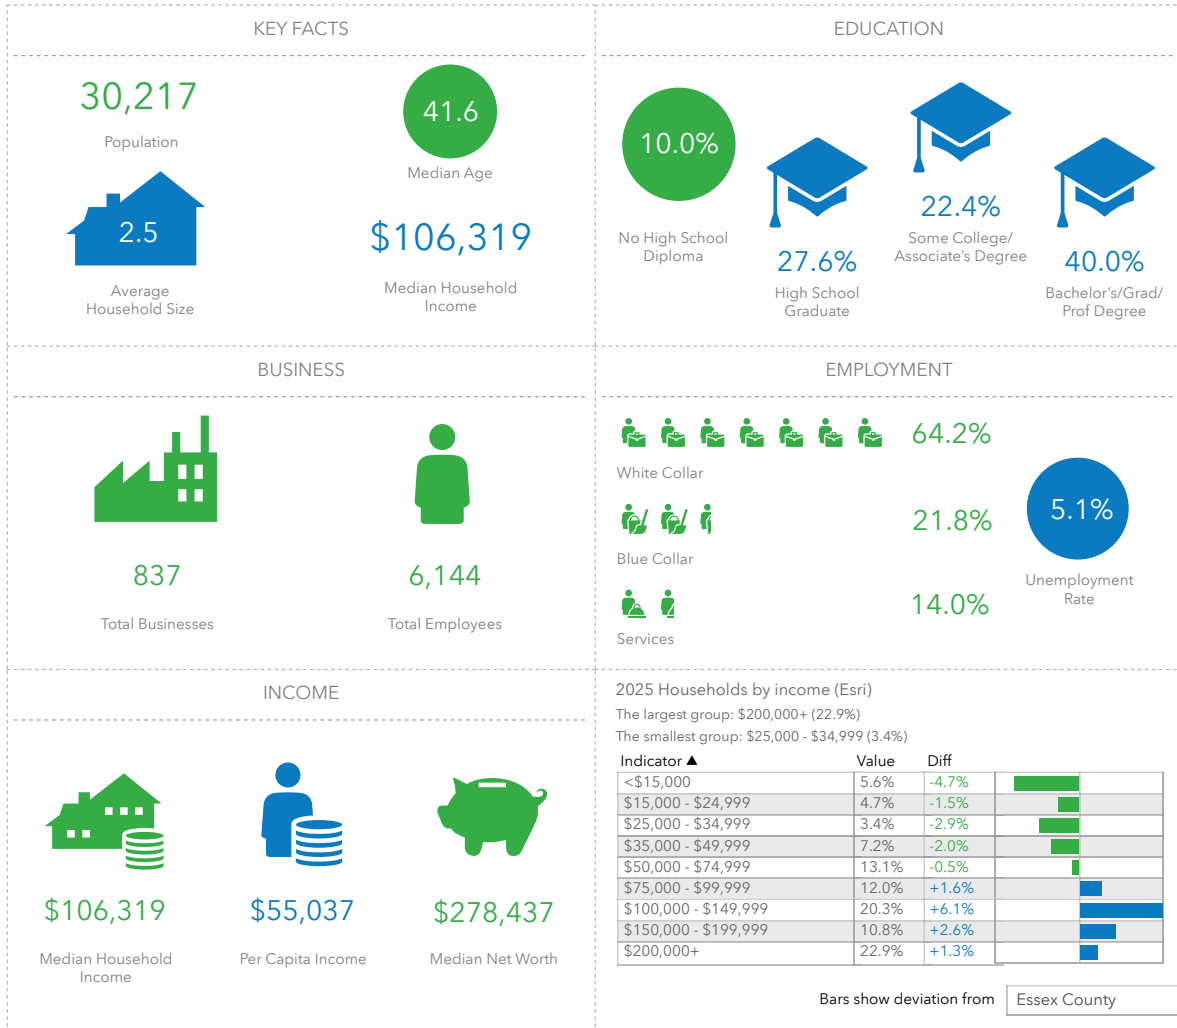 KEY FACTS
30,217
Population
41.6
Median Age
2.5
Average
Household Size
$106,319
Median Household
Income
EDUCATION
10.0%
No High School
Diploma
27.6%
High School
Graduate
22.4%
Some College/
Associate's Degree
40.0%
Bachelor's/Grad/
Prof Degree
BUSINESS
837
Total Businesses
6,144
Total Employees
EMPLOYMENT
64.2%
White Collar
21.8%
Blue Collar
14.0%
Services
5.1%
Unemployment
Rate
INCOME
$106,319
Median Household
Income
$55,037
Per Capita Income
$278,437
Median Net Worth
2025 Households by income (Esri)
The largest group: $200,000+ (22.9%)
The smallest group: $25,000 - $34,999 (3.4%)
Indicator ▲ Value Diff
<$15,000 5.6% -4.7%
$15,000 - $24,999 4.7% -1.5%
$25,000 - $34,999 3.4% -2.9%
$35,000 - $49,999 7.2% -2.0%
$50,000 - $74,999 13.1% -0.5%
$75,000 - $99,999 12.0% +1.6%
$100,000 - $149,999 20.3% +6.1%
$150,000 - $199,999 10.8% +2.6%
$200,000+ 22.9% +1.3%
Bars show deviation from Essex County